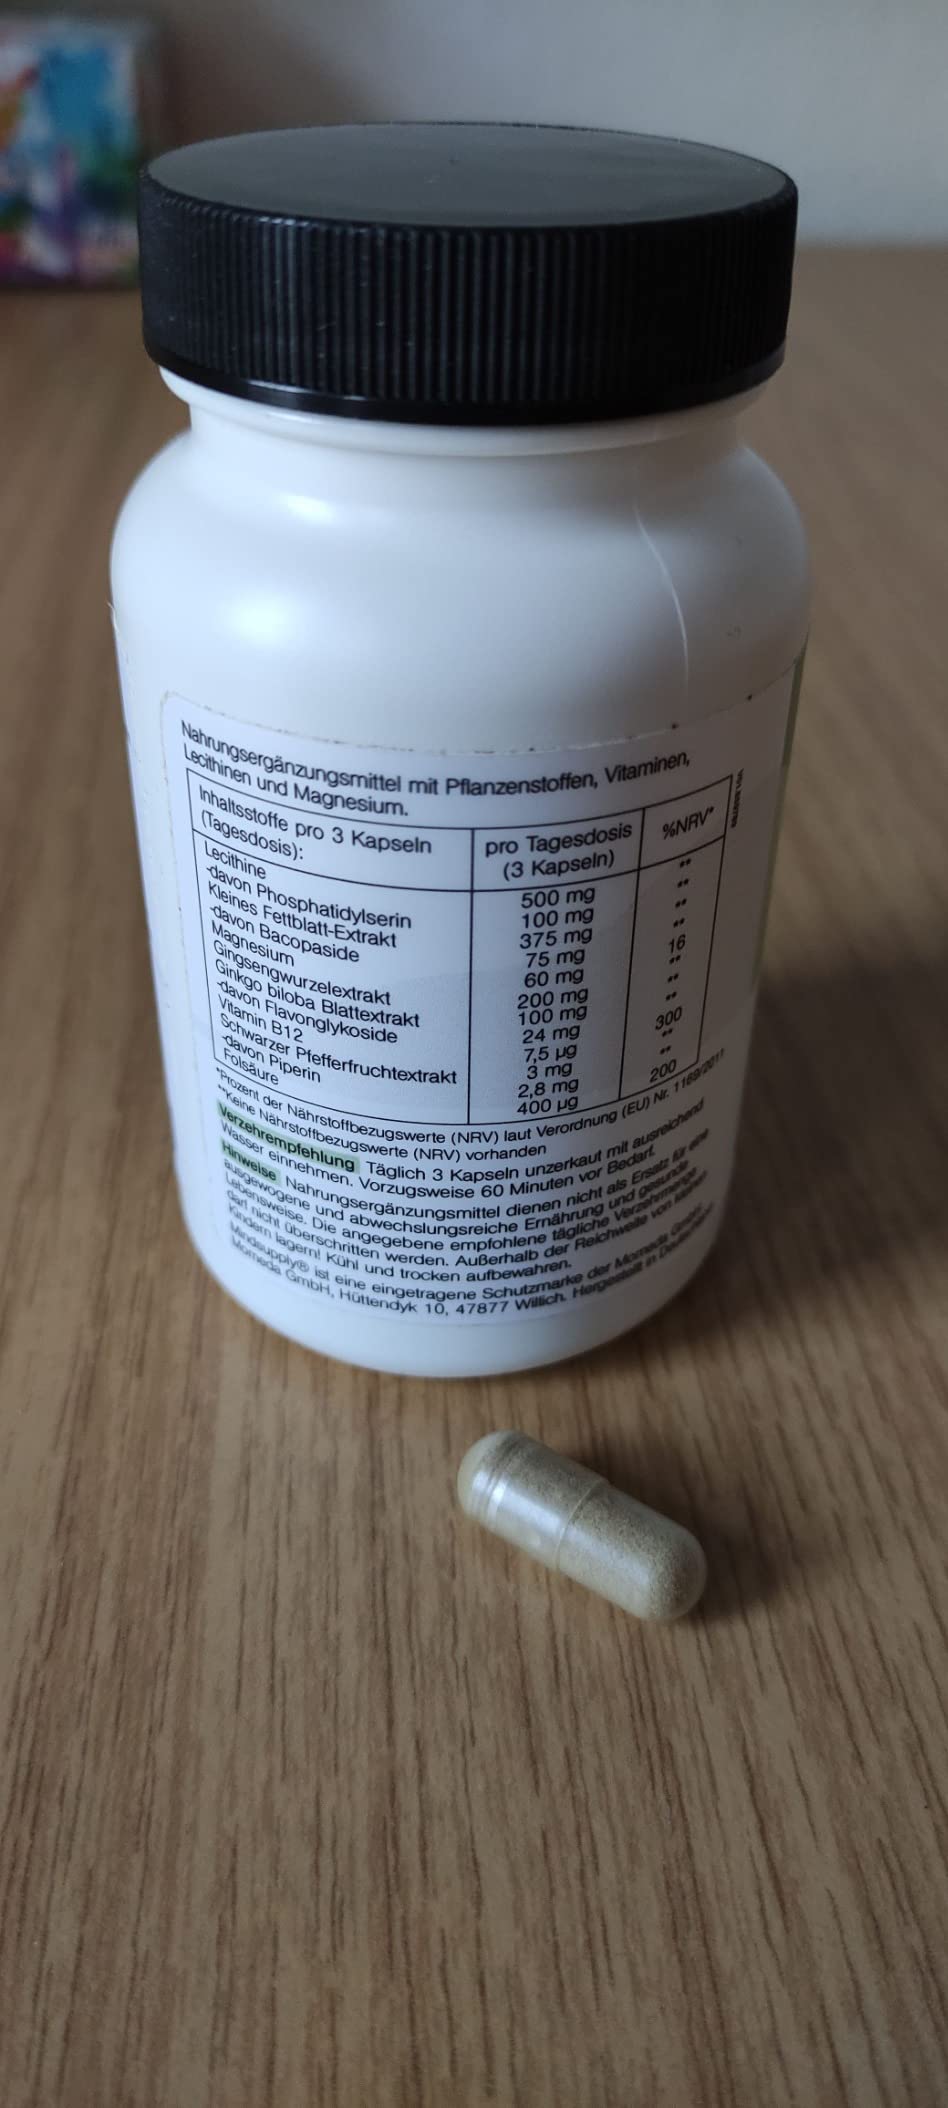 Nahrungsergänzungsmittel mit Pflanzenstoffen, Vitaminen,
Lecithinen und Magnesium.
Inhaltsstoffe pro 3 Kapseln (Tagesdosis): pro Tagesdosis (3 Kapseln) %NRV*
Lecithine 500 mg **
-davon Phosphatidylserin 100 mg **
Kleines Fettblatt-Extrakt 375 mg **
-davon Bacopaside 75 mg **
Magnesium 60 mg 16
Gingsengwurzelextrakt 200 mg **
Ginkgo biloba Blattextrakt 100 mg **
-davon Flavonglykoside 24 mg **
Vitamin B12 7,5 µg 300
Schwarzer Pfefferfruchtextrakt 3 mg **
-davon Piperin 2,8 mg **
Folsäure 400 µg 200
*Prozent der Nährstoffbezugswerte (NRV) laut Verordnung (EU) Nr. 1169/2011
**Keine Nährstoffbezugswerte (NRV) vorhanden
Verzehrempfehlung Täglich 3 Kapseln unzerkaut mit ausreichend
Wasser einnehmen. Vorzugsweise 60 Minuten vor Bedarf.
Hinweise Nahrungsergänzungsmittel dienen nicht als Ersatz für eine
ausgewogene und abwechslungsreiche Ernährung und gesunde
Lebensweise. Die angegebene empfohlene tägliche Verzehrmenge
darf nicht überschritten werden. Außerhalb der Reichweite von kleinen
Kindern lagern! Kühl und trocken aufbewahren.
Mindsupply® ist eine eingetragene Schutzmarke der Momeda GmbH.
Momeda GmbH, Hüttendyk 10, 47877 Willich. Hergestellt in Deutschland.